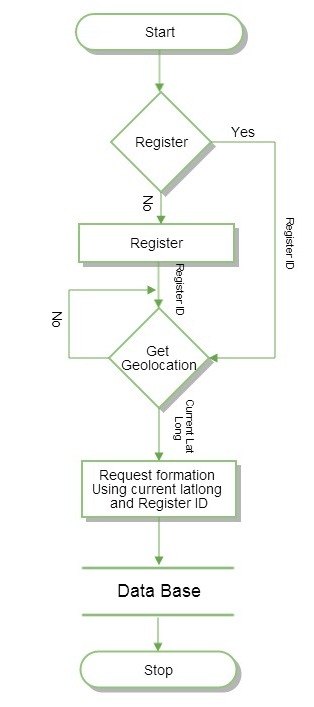 Start
Register
Yes
No
Register ID
Register
Register ID
No
Get
Geolocation
Current Lat
Long
Request formation
Using current latlong
and Register ID
Data Base
Stop